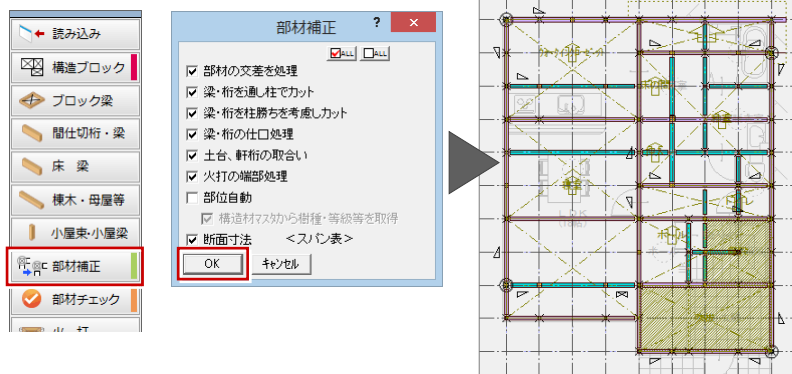 読み込み
構造ブロック
ブロック梁
間仕切桁・梁
床 梁
棟木・母屋等
小屋束・小屋梁
部材補正
部材チェック
部材補正
?
×
ALL
ALL
部材の交差を処理
梁・桁を通し柱でカット
梁・桁を柱勝ちを考慮しカット
梁・桁の仕口処理
土台、軒桁の取合い
火打の端部処理
部位自動
構造材マスタから樹種・等級等を取得
断面寸法 <スパン表>
OK
キャンセル
LDK
ホール